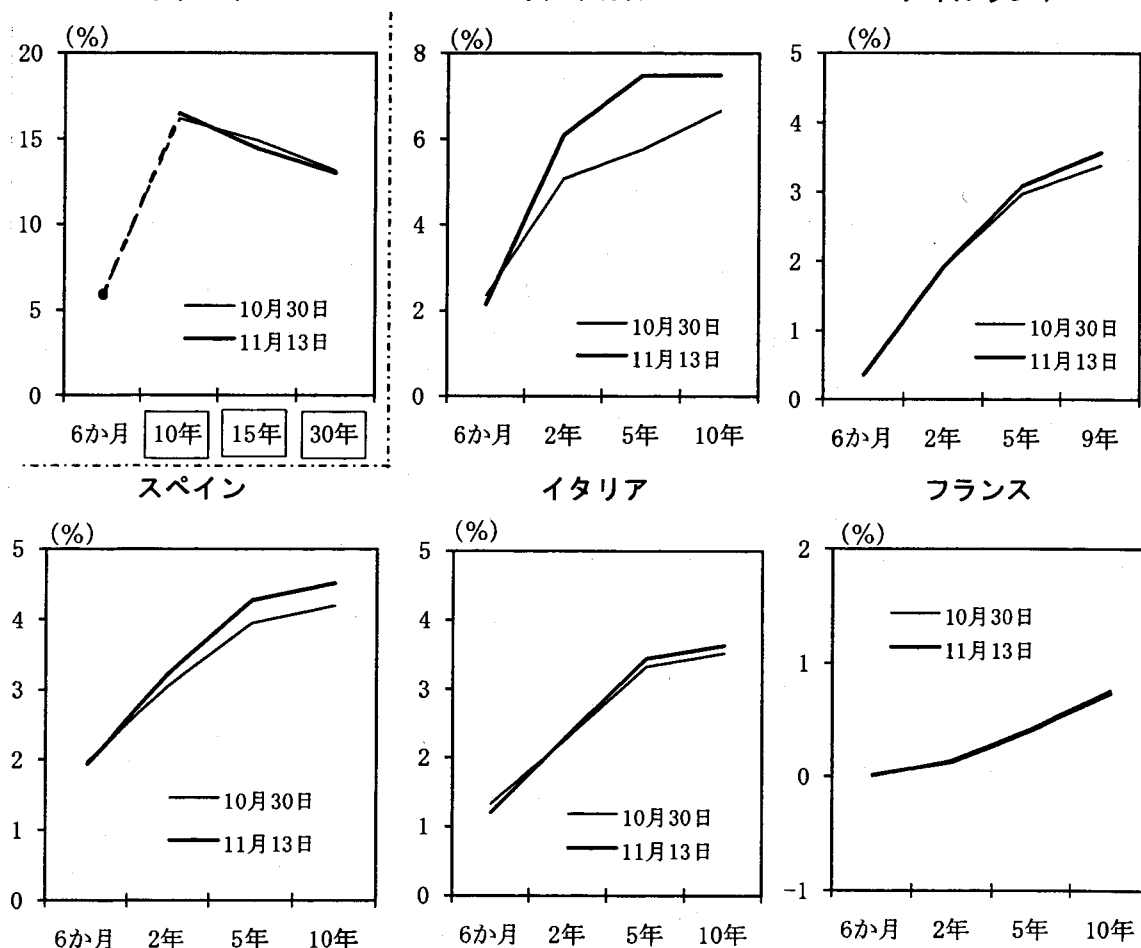 (%)
20
15
10
5
0
10月30日
11月13日
6か月 10年 15年 30年
(%)
8
6
4
2
0
10月30日
11月13日
6か月 2年 5年 10年
(%)
5
4
3
2
1
0
10月30日
11月13日
6か月 2年 5年 9年
スペイン
(%)
5
4
3
2
1
0
10月30日
11月13日
6か月 2年 5年 10年
イタリア
(%)
5
4
3
2
1
0
10月30日
11月13日
6か月 2年 5年 10年
フランス
(%)
2
1
0
-1
10月30日
11月13日
6か月 2年 5年 10年